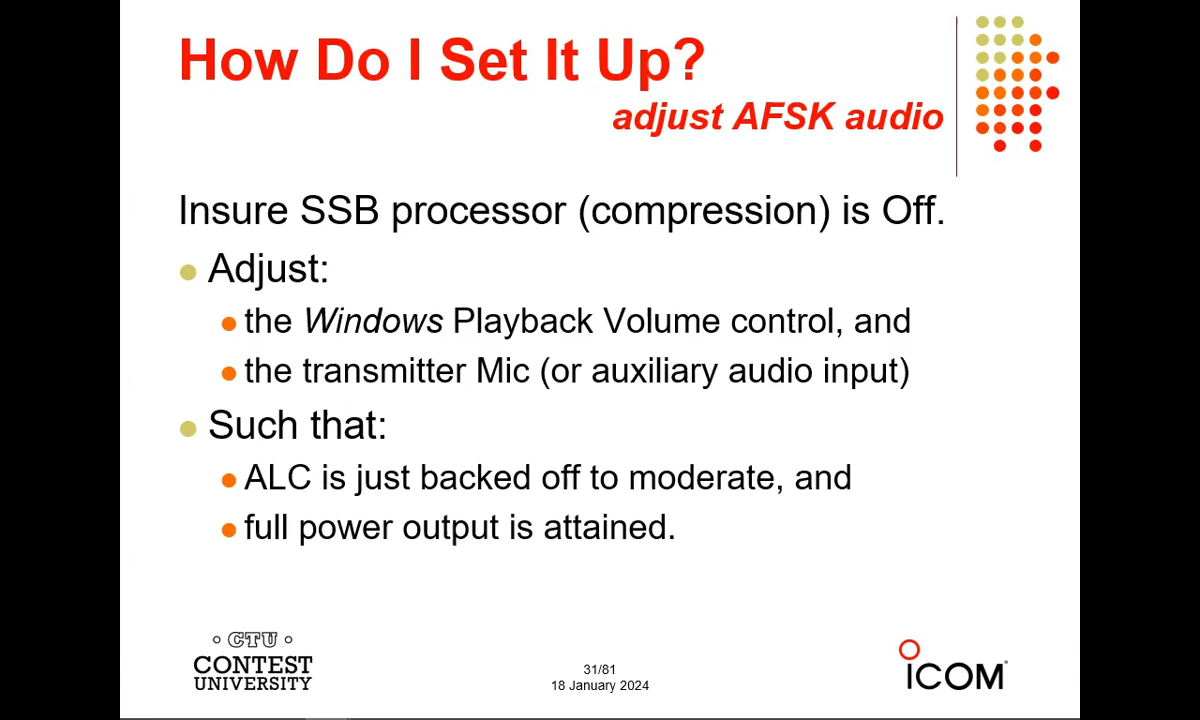 How Do I Set It Up?
adjust AFSK audio
Insure SSB processor (compression) is Off.
Adjust:
the Windows Playback Volume control, and
the transmitter Mic (or auxiliary audio input)
Such that:
ALC is just backed off to moderate, and
full power output is attained.
CTU
CONTEST
UNIVERSITY
31/81
18 January 2024
ICOM